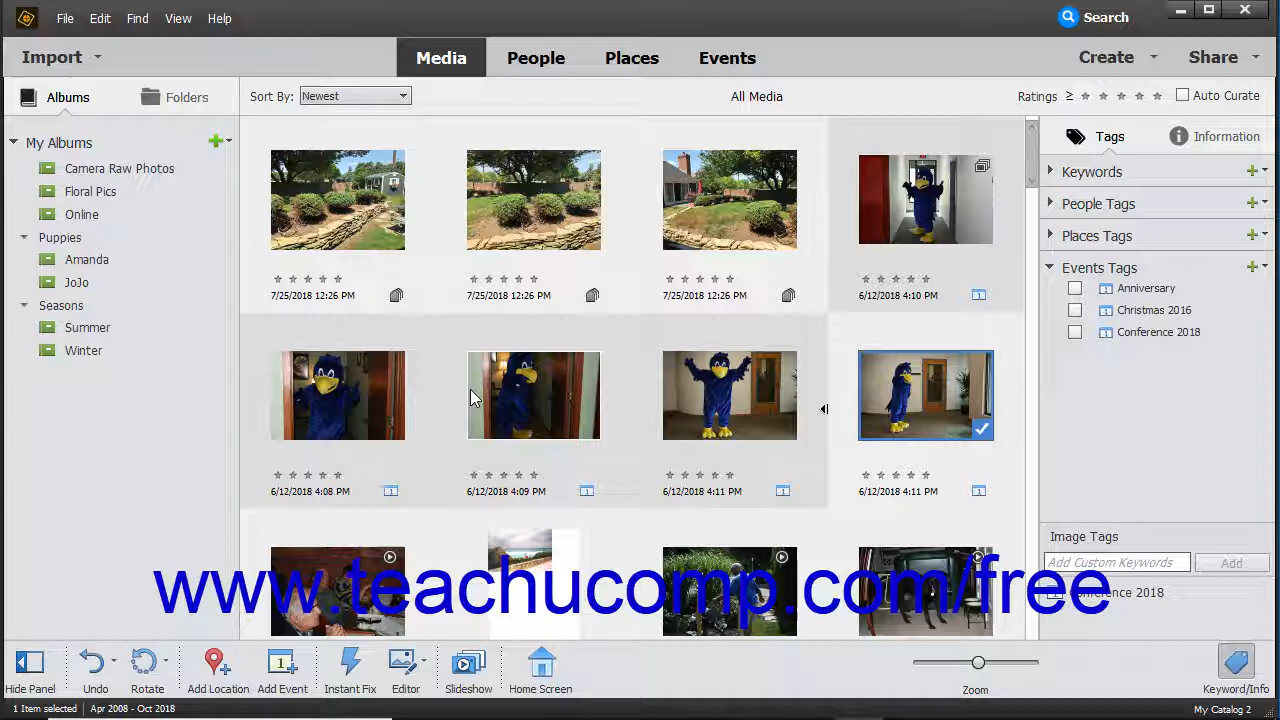 File Edit Find View Help
Search
Import
Media People Places Events
Create Share
Albums Folders
Sort By: Newest
All Media
Ratings ≥ Auto Curate
Tags Information
My Albums
Camera Raw Photos
Floral Pics
Online
Puppies
Amanda
JoJo
Seasons
Summer
Winter
7/25/2018 12:26 PM 7/25/2018 12:26 PM 7/25/2018 12:26 PM 6/12/2018 4:10 PM
6/12/2018 4:08 PM 6/12/2018 4:09 PM 6/12/2018 4:11 PM 6/12/2018 4:11 PM
Keywords
People Tags
Places Tags
Events Tags
Anniversary
Christmas 2016
Conference 2018
Image Tags
Add Custom Keywords Add
Conference 2018
www.teachucomp.com/free
Hide Panel Undo Rotate Add Location Add Event Instant Fix Editor Slideshow Home Screen Zoom Keyword/Info
1 Item selected Apr 2008 - Oct 2018 My Catalog 2